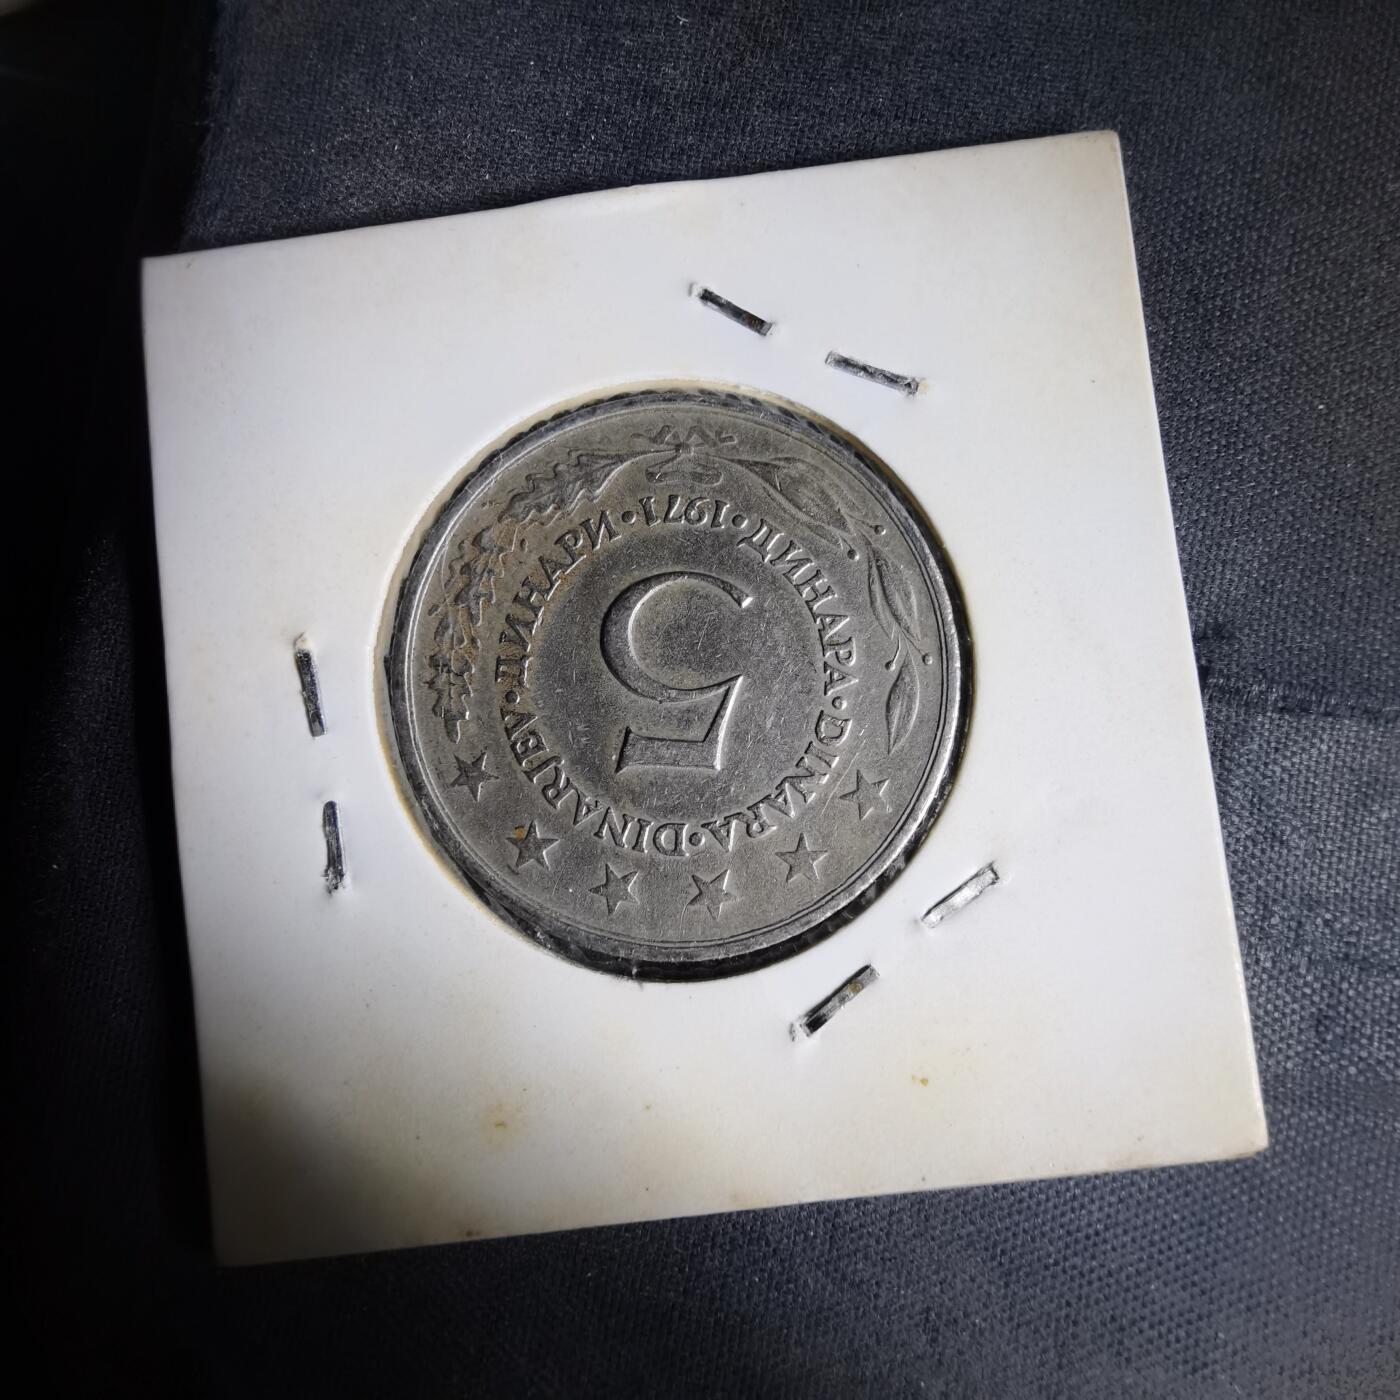 5
ДИНАРА · DINARA · DINARJEV · ДИНАРИ · 1971 ·